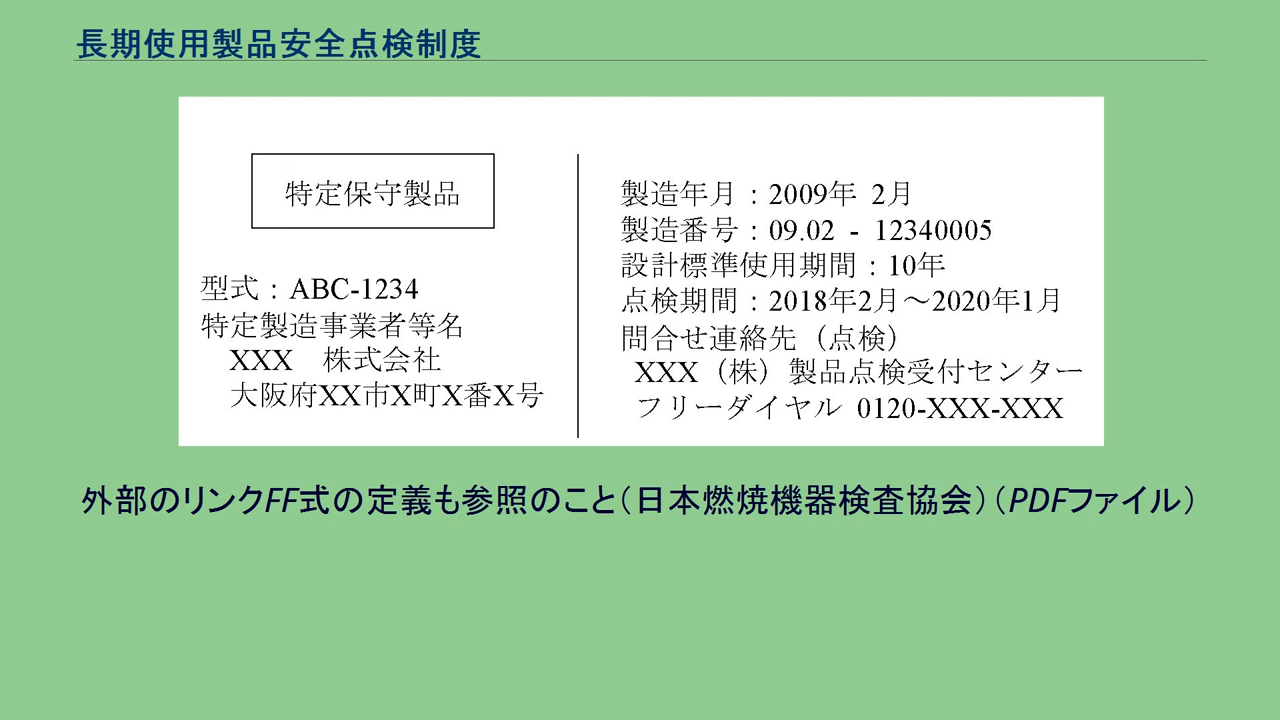 長期使用製品安全点検制度
特定保守製品
型式：ABC-1234
特定製造事業者等名
XXX　株式会社
大阪府XX市X町X番X号
製造年月：2009年 2月
製造番号：09.02 - 12340005
設計標準使用期間：10年
点検期間：2018年2月～2020年1月
問合せ連絡先（点検）
XXX（株）製品点検受付センター
フリーダイヤル 0120-XXX-XXX
外部のリンクFF式の定義も参照のこと（日本燃焼機器検査協会）（PDFファイル）